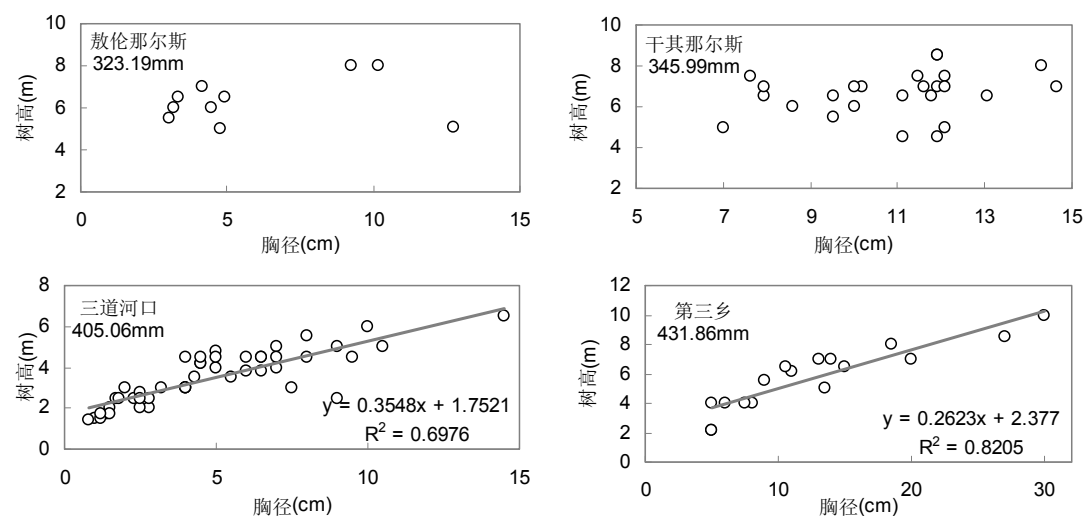 10
8
6
4
2
敖伦那尔斯
323.19mm
树高(m)
0
5
10
15
胸径(cm)
10
8
6
4
2
干其那尔斯
345.99mm
树高(m)
5
7
9
11
13
15
胸径(cm)
8
6
4
2
0
三道河口
405.06mm
树高(m)
y = 0.3548x + 1.7521
R² = 0.6976
0
5
10
15
胸径(cm)
12
10
8
6
4
2
0
第三乡
431.86mm
树高(m)
y = 0.2623x + 2.377
R² = 0.8205
0
10
20
30
胸径(cm)